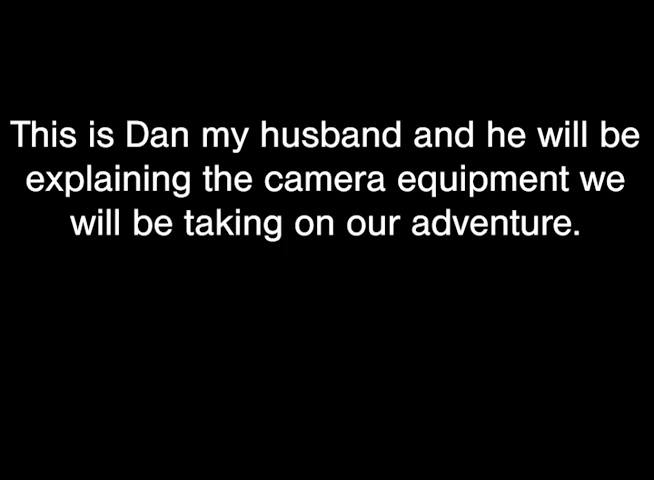 This is Dan my husband and he will be
explaining the camera equipment we
will be taking on our adventure.